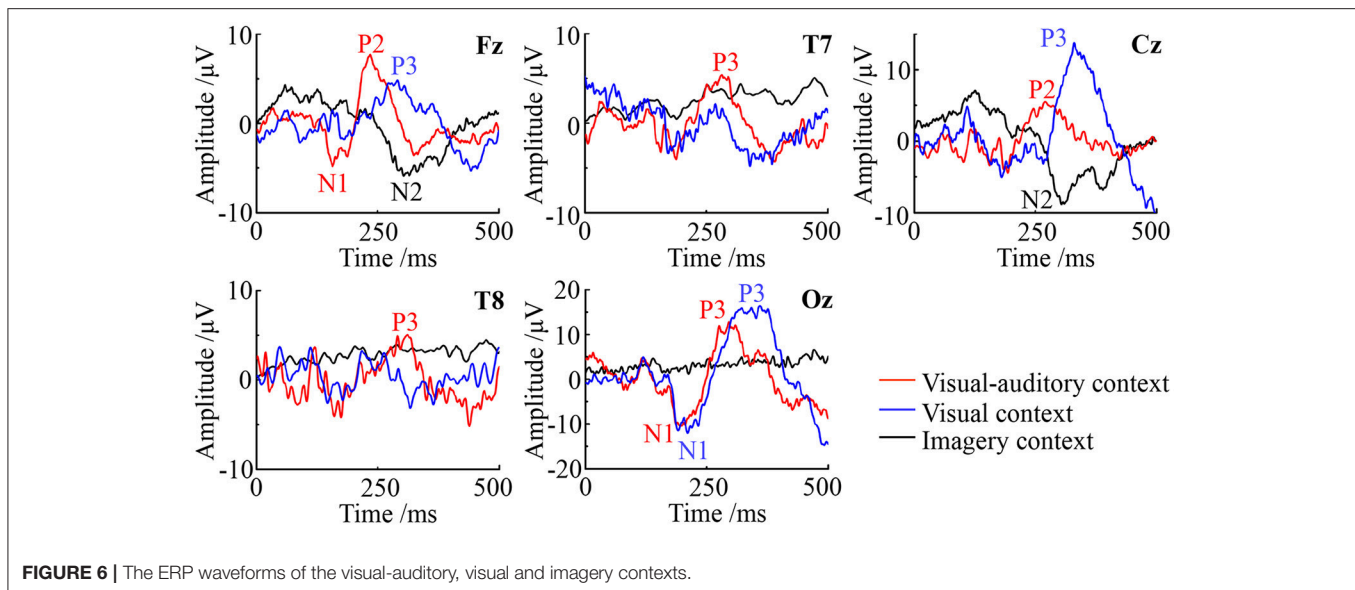 10
P2
Fz
P3
0
N1
N2
-10
0
250
500
Amplitude /μV
Time /ms
10
T7
P3
0
-10
0
250
500
Amplitude /μV
Time /ms
P3
Cz
10
P2
0
N2
-10
0
250
500
Amplitude /μV
Time /ms
10
T8
P3
0
-10
0
250
500
Amplitude /μV
Time /ms
20
P3
Oz
P3
10
0
-10
N1
N1
-20
0
250
500
Amplitude /μV
Time /ms
Visual-auditory context
Visual context
Imagery context
FIGURE 6 | The ERP waveforms of the visual-auditory, visual and imagery contexts.